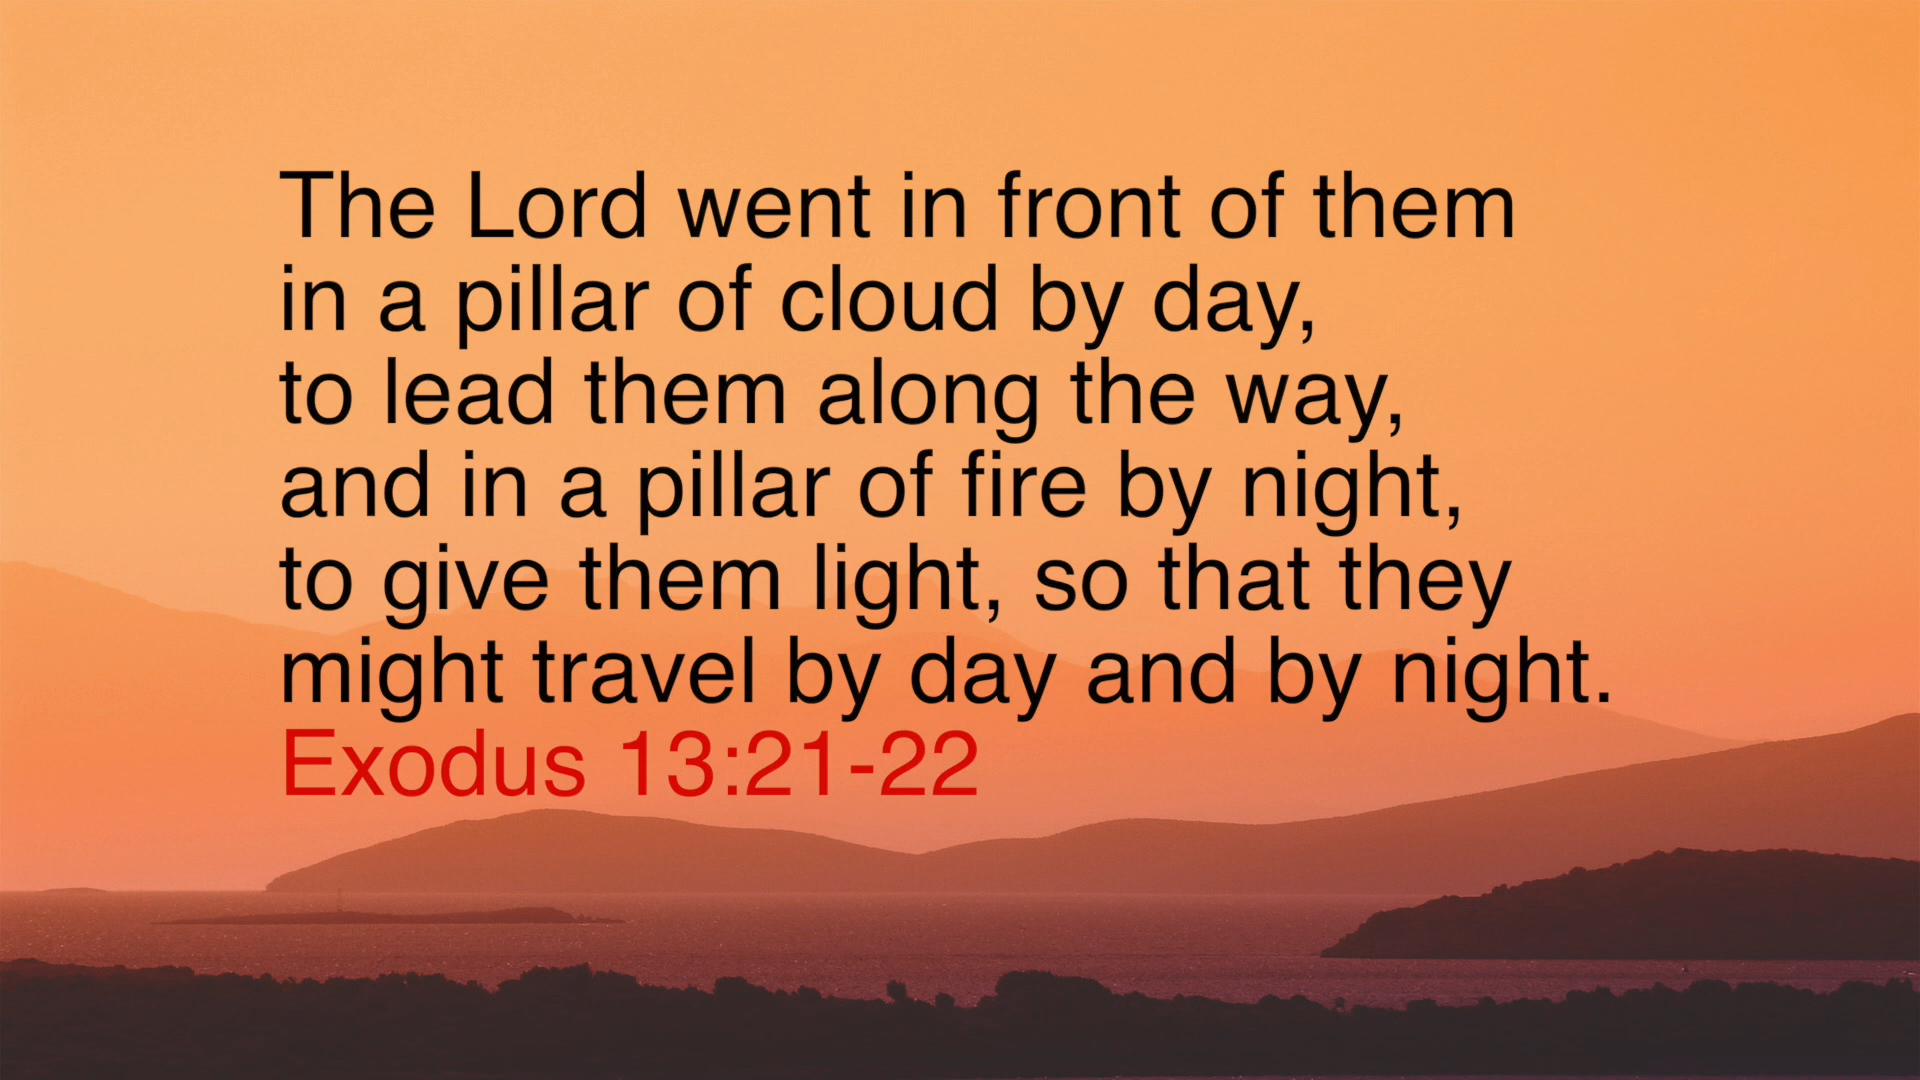 The Lord went in front of them
in a pillar of cloud by day,
to lead them along the way,
and in a pillar of fire by night,
to give them light, so that they
might travel by day and by night.
Exodus 13:21-22